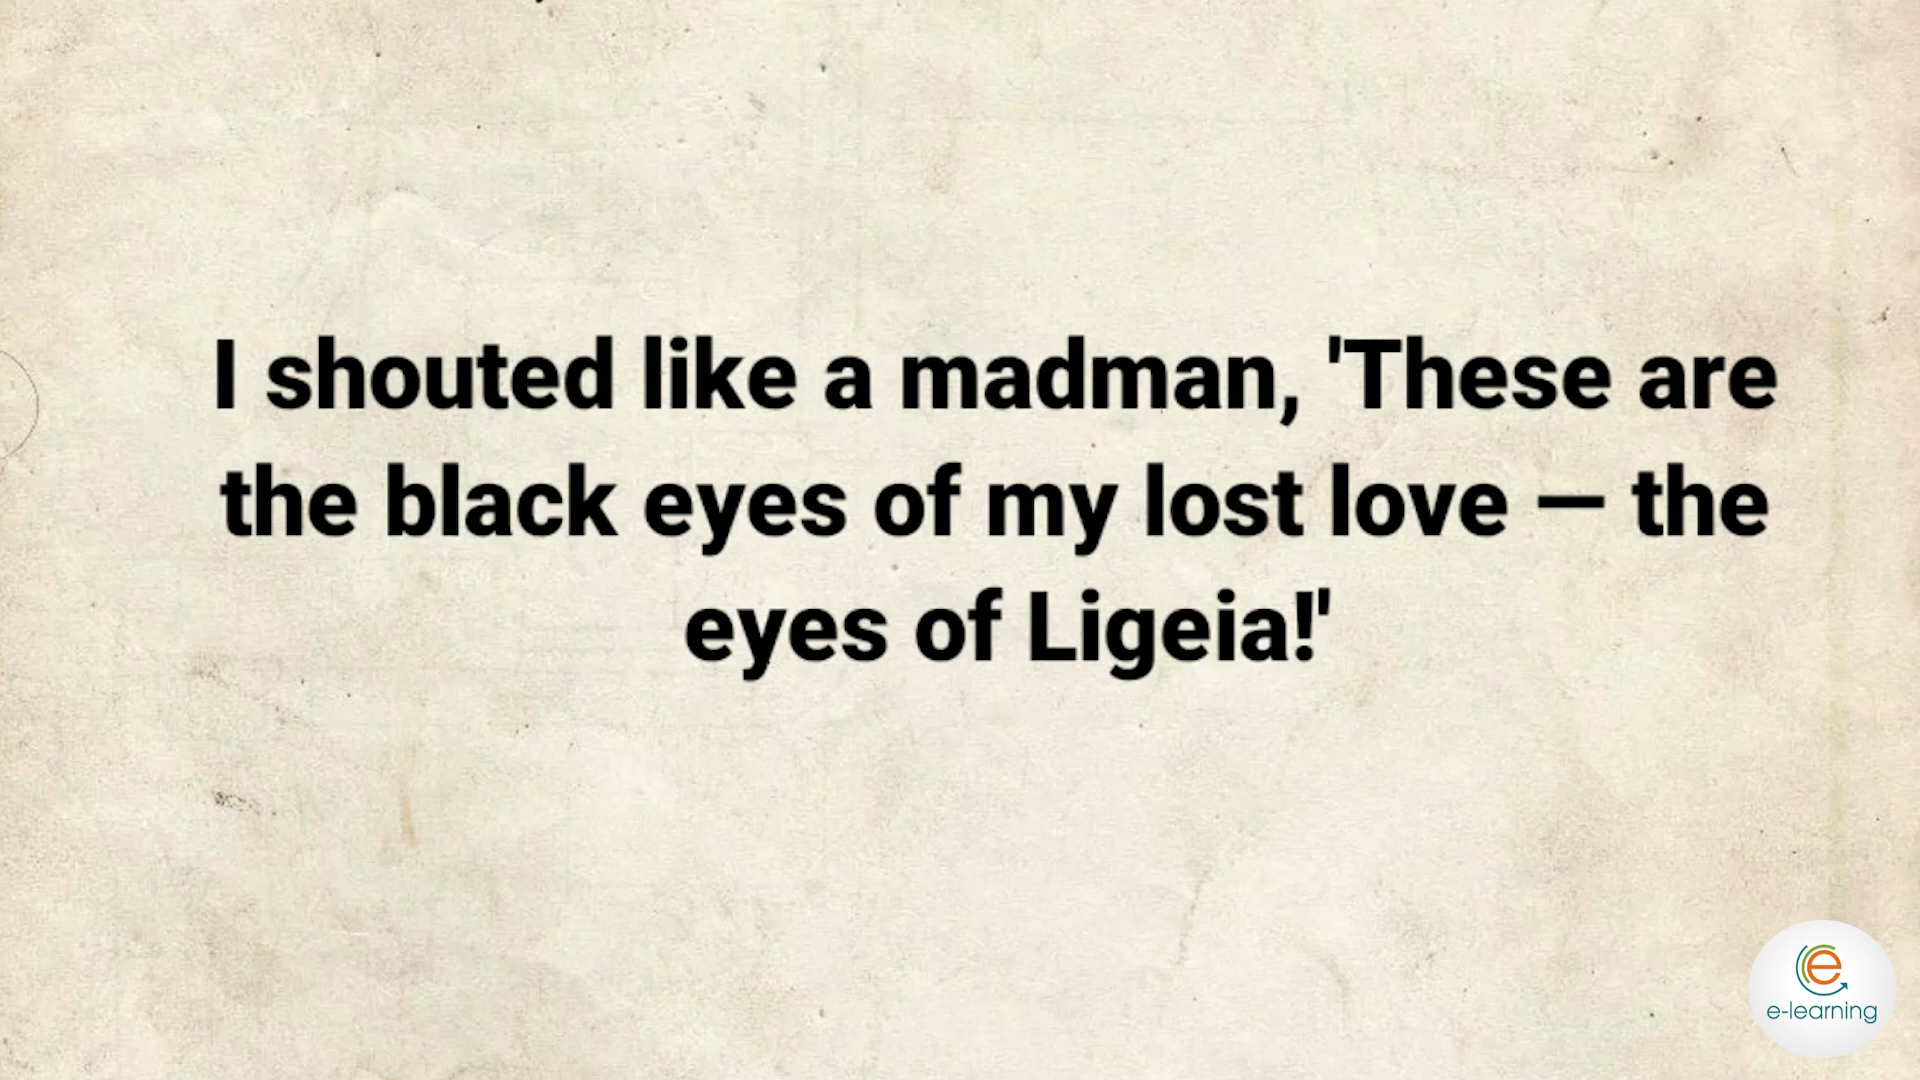 I shouted like a madman, 'These are
the black eyes of my lost love — the
eyes of Ligeia!'
e
e-learning